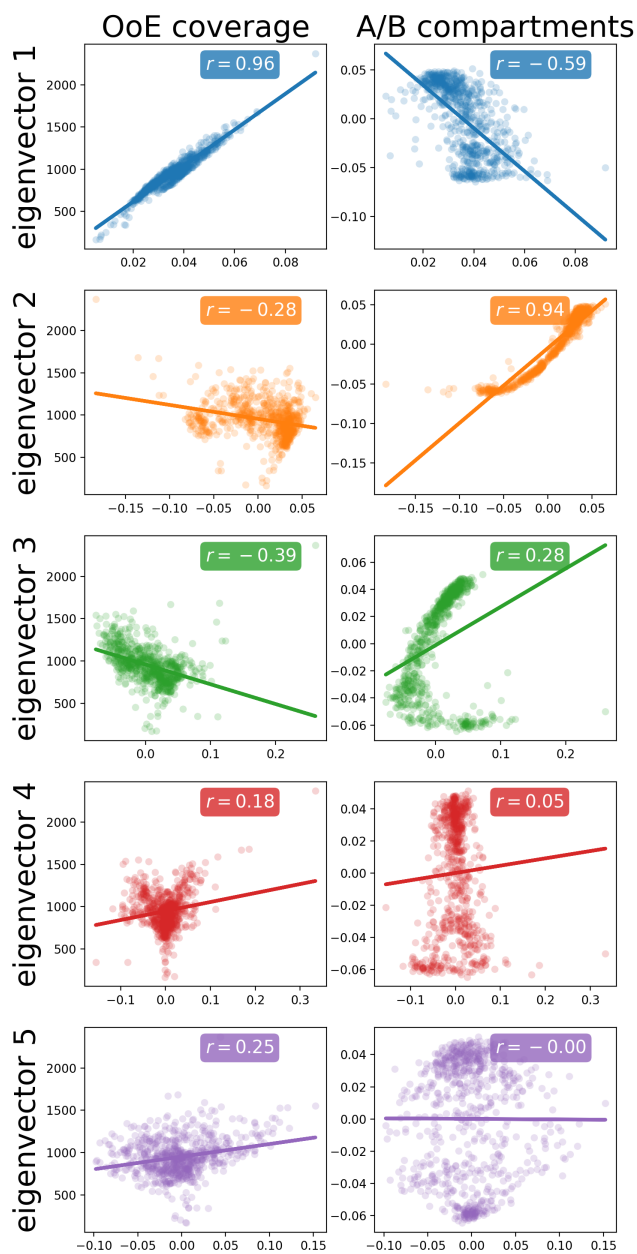 OoE coverage A/B compartments
eigenvector 1
2000
1500
1000
500
r = 0.96
0.02 0.04 0.06 0.08
0.05
0.00
−0.05
−0.10
r = −0.59
0.02 0.04 0.06 0.08
eigenvector 2
2000
1500
1000
500
r = −0.28
−0.15 −0.10 −0.05 0.00 0.05
0.05
0.00
−0.05
−0.10
−0.15
r = 0.94
−0.15 −0.10 −0.05 0.00 0.05
eigenvector 3
2000
1500
1000
500
r = −0.39
0.0 0.1 0.2
0.06
0.04
0.02
0.00
−0.02
−0.04
−0.06
r = 0.28
0.0 0.1 0.2
eigenvector 4
2000
1500
1000
500
r = 0.18
−0.1 0.0 0.1 0.2 0.3
0.04
0.02
0.00
−0.02
−0.04
−0.06
r = 0.05
−0.1 0.0 0.1 0.2 0.3
eigenvector 5
2000
1500
1000
500
r = 0.25
−0.10 −0.05 0.00 0.05 0.10 0.15
0.04
0.02
0.00
−0.02
−0.04
−0.06
r = −0.00
−0.10 −0.05 0.00 0.05 0.10 0.15